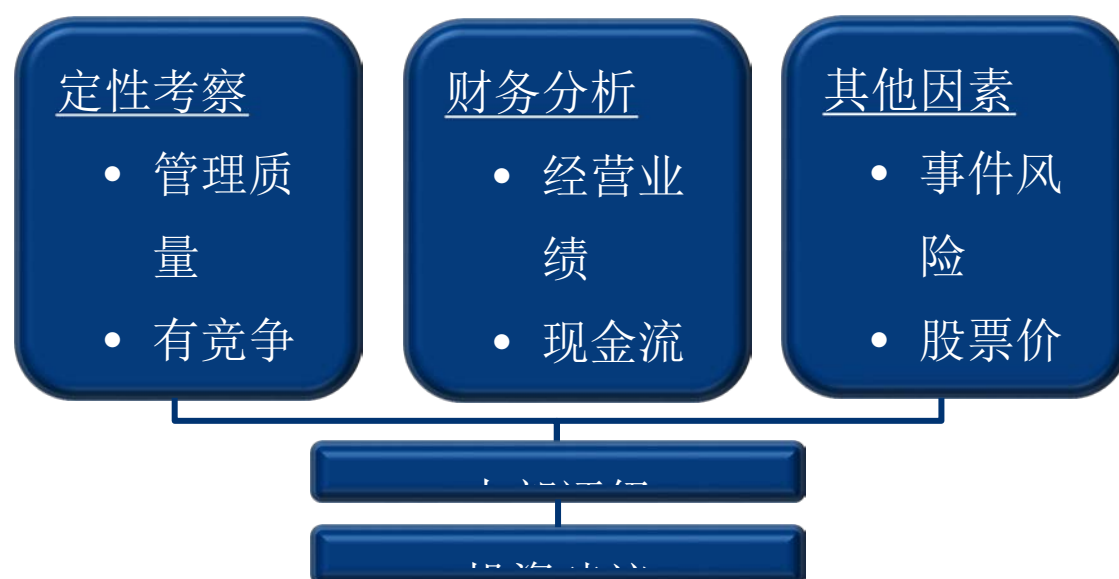 定性考察
• 管理质
量
• 有竞争
财务分析
• 经营业
绩
• 现金流
其他因素
• 事件风
险
• 股票价